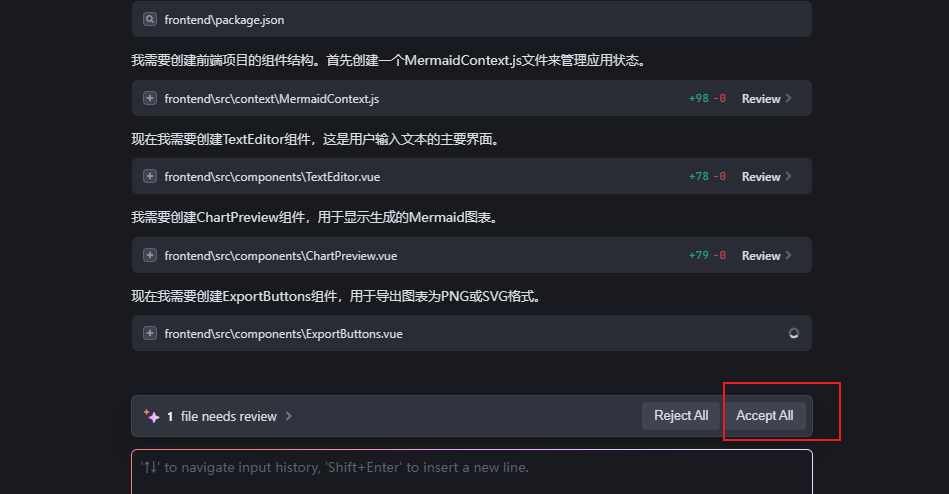 frontend\package.json
我需要创建前端项目的组件结构。首先创建一个MermaidContext.js文件来管理应用状态。
frontend\src\context\MermaidContext.js +98 -0 Review
现在我需要创建TextEditor组件，这是用户输入文本的主要界面。
frontend\src\components\TextEditor.vue +78 -0 Review
我需要创建ChartPreview组件，用于显示生成的Mermaid图表。
frontend\src\components\ChartPreview.vue +79 -0 Review
现在我需要创建ExportButtons组件，用于导出图表为PNG或SVG格式。
frontend\src\components\ExportButtons.vue
1 file needs review Reject All Accept All
'↑↓' to navigate input history, 'Shift+Enter' to insert a new line.